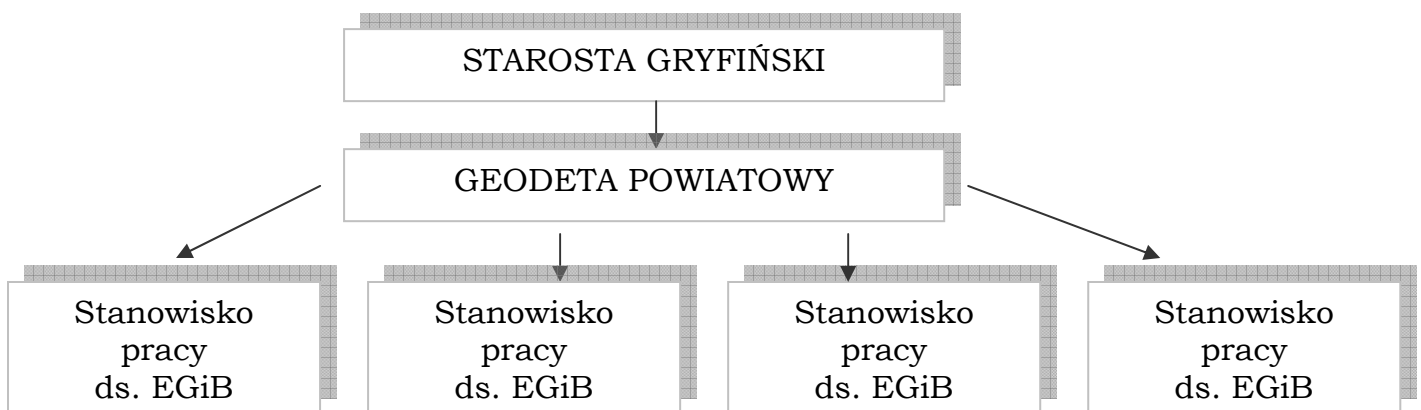 STAROSTA GRYFIŃSKI
GEODETA POWIATOWY
Stanowisko
pracy
ds. EGiB
Stanowisko
pracy
ds. EGiB
Stanowisko
pracy
ds. EGiB
Stanowisko
pracy
ds. EGiB